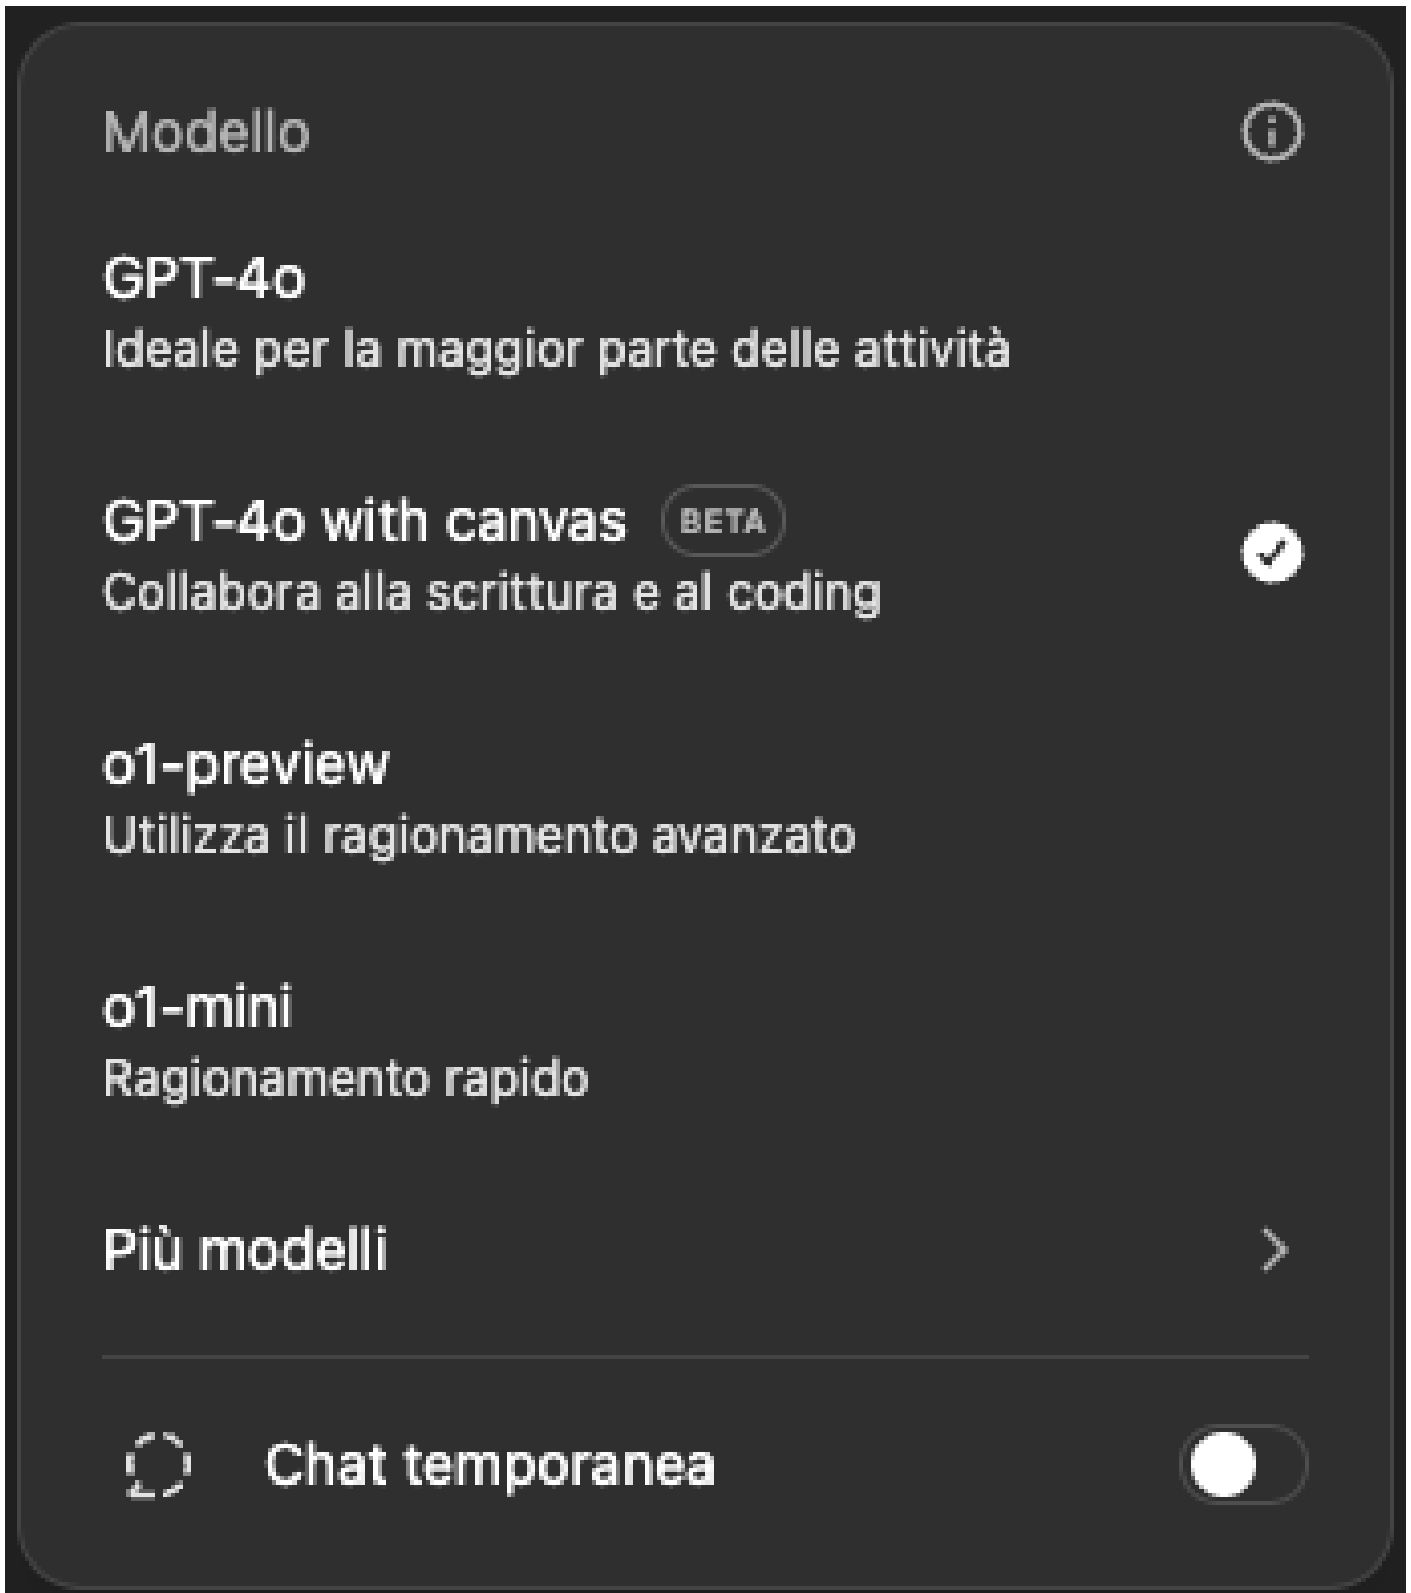 Modello
GPT-4o
Ideale per la maggior parte delle attività
GPT-4o with canvas BETA
Collabora alla scrittura e al coding
o1-preview
Utilizza il ragionamento avanzato
o1-mini
Ragionamento rapido
Più modelli
Chat temporanea